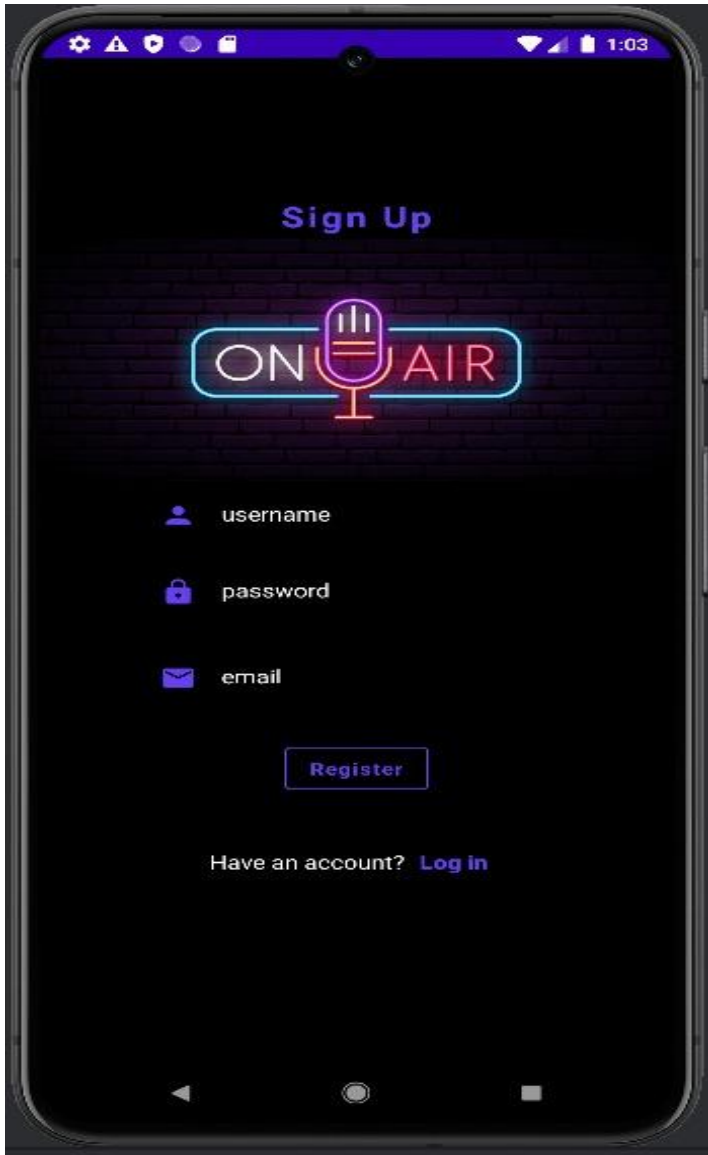 1:03
Sign Up
ON AIR
username
password
email
Register
Have an account? Log in